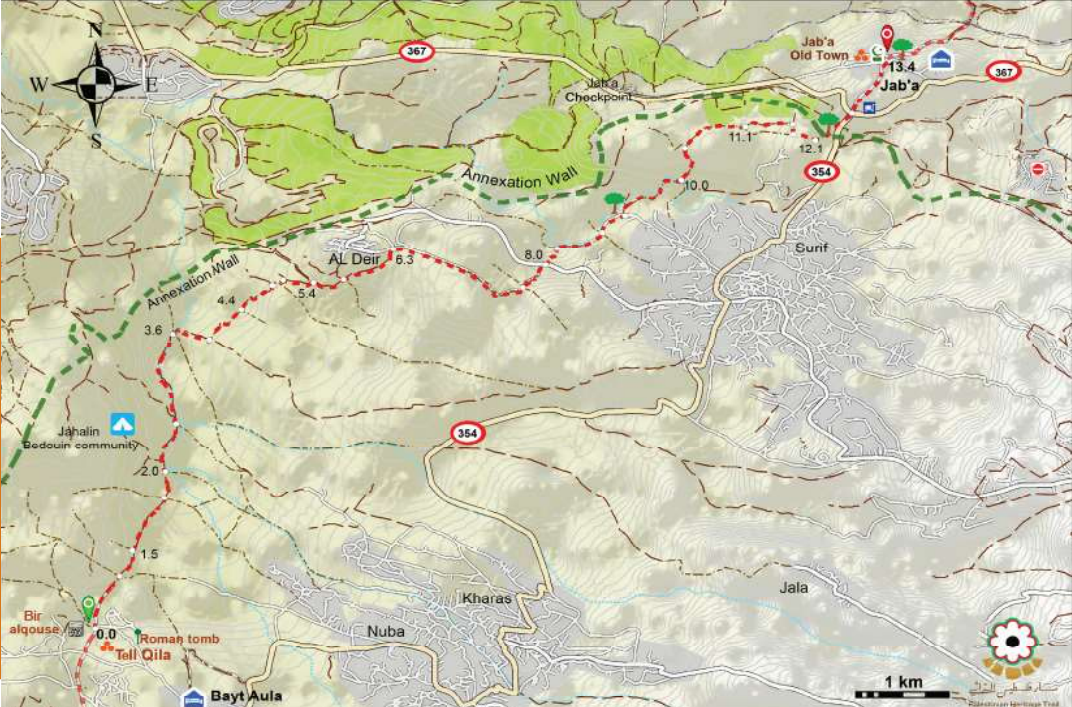 N
W
E
S
367
Jab'a
Old Town
13.4
Jab'a
367
Jab'a
Checkpoint
11.1
12.1
354
Annexation Wall
10.0
Surif
AL Deir
6.3
8.0
Annexation Wall
5.4
4.4
3.6
354
Jahalin
Bedouin community
2.0
1.5
Jala
Kharas
Bir
alqouse
0.0
Roman tomb
Tell Qila
Nuba
Bayt Aula
1 km
Palestinian Heritage Trail